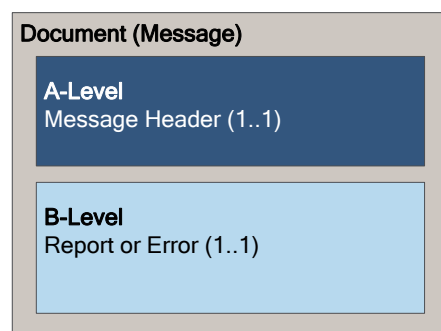 Document (Message)
A-Level
Message Header (1..1)
B-Level
Report or Error (1..1)